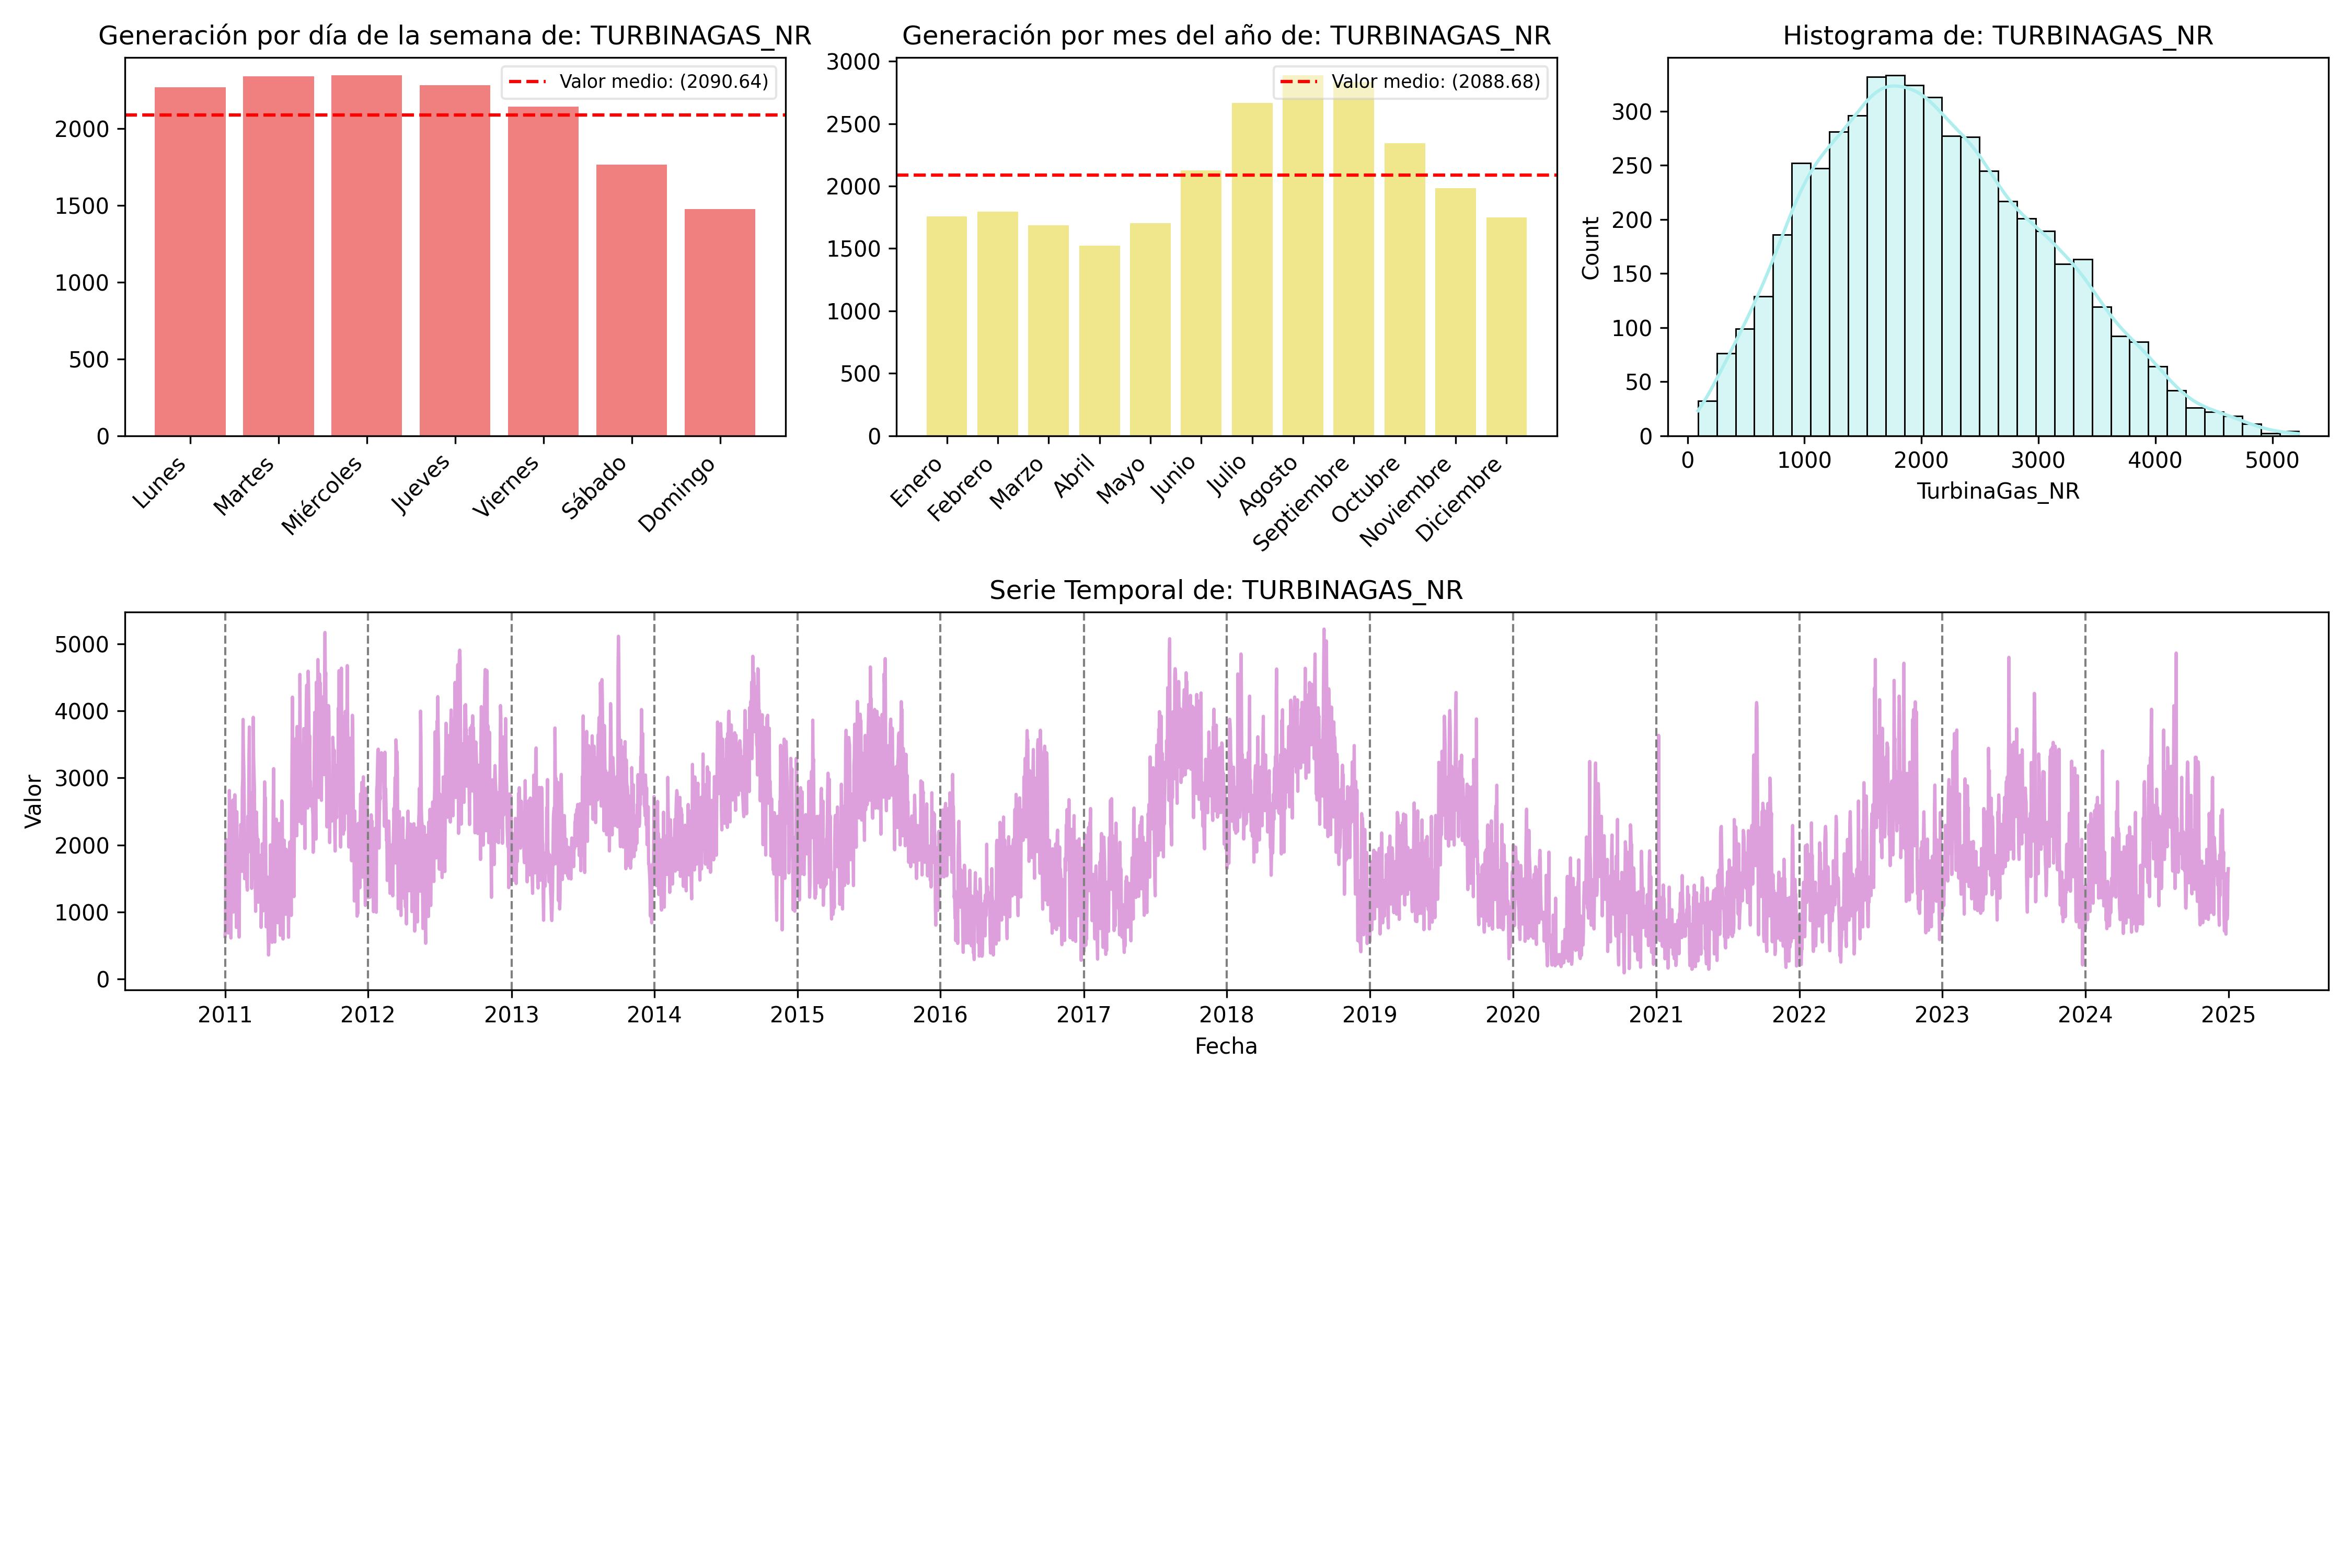 Generación por día de la semana de: TURBINAGAS_NR
Valor medio: (2090.64)
2000
1500
1000
500
0
Lunes
Martes
Miércoles
Jueves
Viernes
Sábado
Domingo
Generación por mes del año de: TURBINAGAS_NR
Valor medio: (2088.68)
3000
2500
2000
1500
1000
500
0
Enero
Febrero
Marzo
Abril
Mayo
Junio
Julio
Agosto
Septiembre
Octubre
Noviembre
Diciembre
Histograma de: TURBINAGAS_NR
Count
300
250
200
150
100
50
0
0 1000 2000 3000 4000 5000
TurbinaGas_NR
Serie Temporal de: TURBINAGAS_NR
Valor
5000
4000
3000
2000
1000
0
2011 2012 2013 2014 2015 2016 2017 2018 2019 2020 2021 2022 2023 2024 2025
Fecha